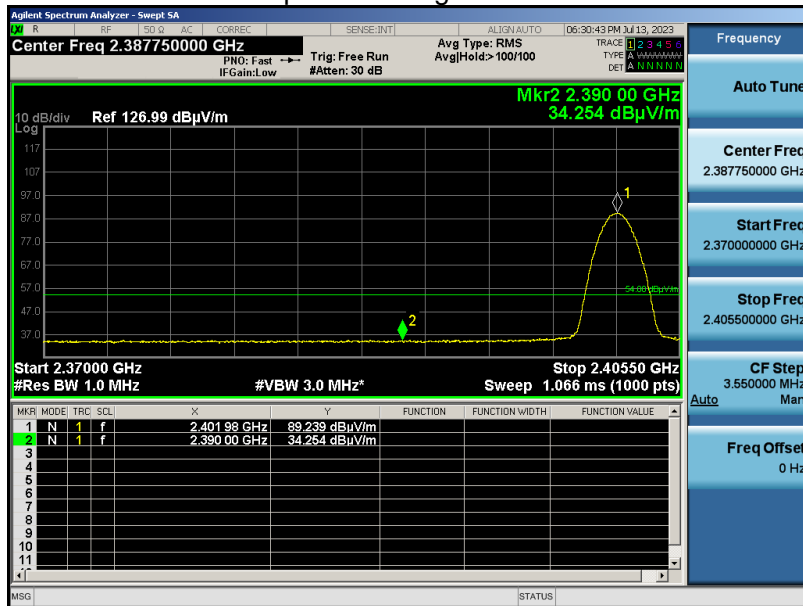 Agilent Spectrum Analyzer - Swept SA
LXI R RF 50 Ω AC CORREC SENSE:INT ALIGN AUTO 06:30:43 PM Jul 13, 2023
Center Freq 2.387750000 GHz
PNO: Fast
IFGain:Low
Trig: Free Run
#Atten: 30 dB
Avg Type: RMS
Avg|Hold:>100/100
TRACE 1 2 3 4 5 6
TYPE A
DET A N N N N N
Mkr2 2.390 00 GHz
34.254 dBµV/m
10 dB/div Ref 126.99 dBµV/m
Log
117
107
97.0
87.0
77.0
67.0
57.0
47.0
37.0
1
54.00 dBµV/m
2
Start 2.37000 GHz Stop 2.40550 GHz
#Res BW 1.0 MHz #VBW 3.0 MHz* Sweep 1.066 ms (1000 pts)
MKR MODE TRC SCL X Y FUNCTION FUNCTION WIDTH FUNCTION VALUE
1 N 1 f 2.401 98 GHz 89.239 dBµV/m
2 N 1 f 2.390 00 GHz 34.254 dBµV/m
3
4
5
6
7
8
9
10
11
MSG STATUS
Frequency
Auto Tune
Center Freq
2.387750000 GHz
Start Freq
2.370000000 GHz
Stop Freq
2.405500000 GHz
CF Step
3.550000 MHz
Auto Man
Freq Offset
0 Hz